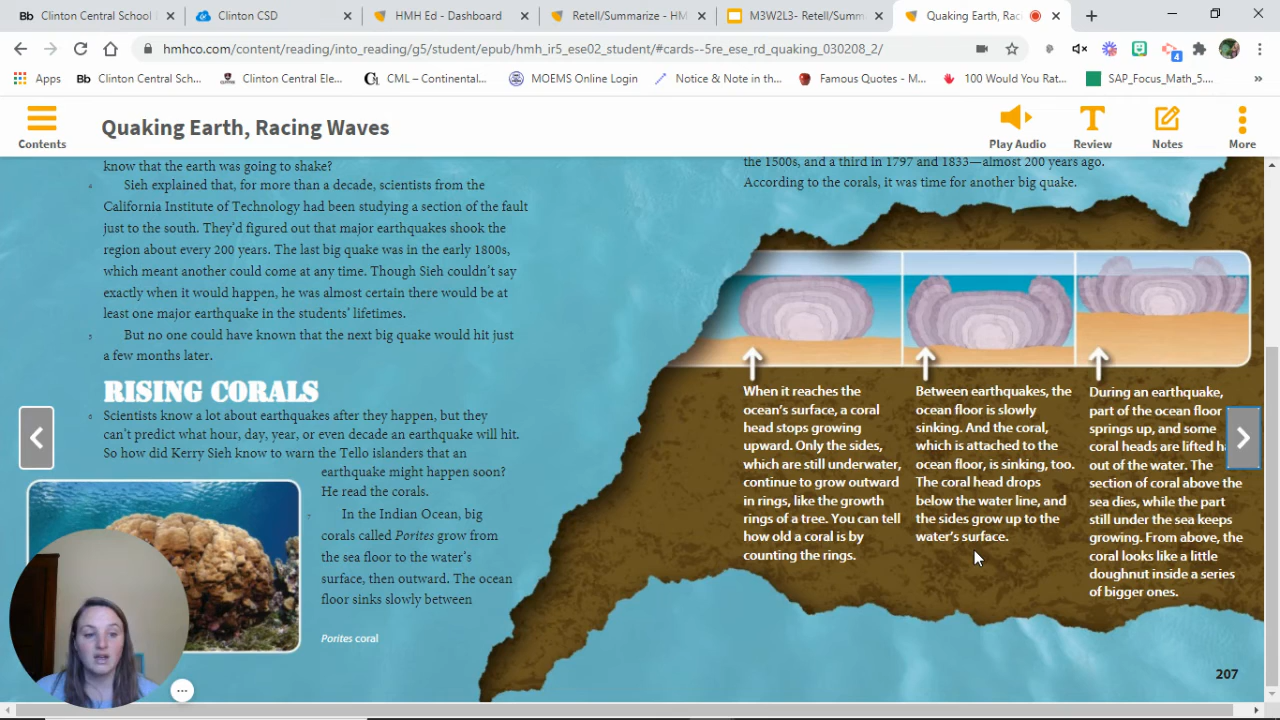 Clinton Central School
Clinton CSD
HMH Ed - Dashboard
Retell/Summarize - HM
M3W2L3- Retell/Summ
Quaking Earth, Rac
hmhco.com/content/reading/into_reading/g5/student/epub/hmh_ir5_ese02_student/#cards--5re_ese_rd_quaking_030208_2/
4
Apps
Bb Clinton Central Sch...
Clinton Central Ele...
CML – Continental...
MOEMS Online Login
Notice & Note in th...
Famous Quotes - M...
100 Would You Rat...
SAP_Focus_Math_5....
Contents
Quaking Earth, Racing Waves
Play Audio
Review
Notes
More
know that the earth was going to shake?
Sieh explained that, for more than a decade, scientists from the
California Institute of Technology had been studying a section of the fault
just to the south. They'd figured out that major earthquakes shook the
region about every 200 years. The last big quake was in the early 1800s,
which meant another could come at any time. Though Sieh couldn't say
exactly when it would happen, he was almost certain there would be at
least one major earthquake in the students' lifetimes.
But no one could have known that the next big quake would hit just
a few months later.
RISING CORALS
Scientists know a lot about earthquakes after they happen, but they
can't predict what hour, day, year, or even decade an earthquake will hit.
So how did Kerry Sieh know to warn the Tello islanders that an
earthquake might happen soon?
He read the corals.
In the Indian Ocean, big
corals called Porites grow from
the sea floor to the water's
surface, then outward. The ocean
floor sinks slowly between
Porites coral
the 1500s, and a third in 1797 and 1833—almost 200 years ago.
According to the corals, it was time for another big quake.
When it reaches the
ocean's surface, a coral
head stops growing
upward. Only the sides,
which are still underwater,
continue to grow outward
in rings, like the growth
rings of a tree. You can tell
how old a coral is by
counting the rings.
Between earthquakes, the
ocean floor is slowly
sinking. And the coral,
which is attached to the
ocean floor, is sinking, too.
The coral head drops
below the water line, and
the sides grow up to the
water's surface.
During an earthquake,
part of the ocean floor
springs up, and some
coral heads are lifted
out of the water. The
section of coral above the
sea dies, while the part
still under the sea keeps
growing. From above, the
coral looks like a little
doughnut inside a series
of bigger ones.
207